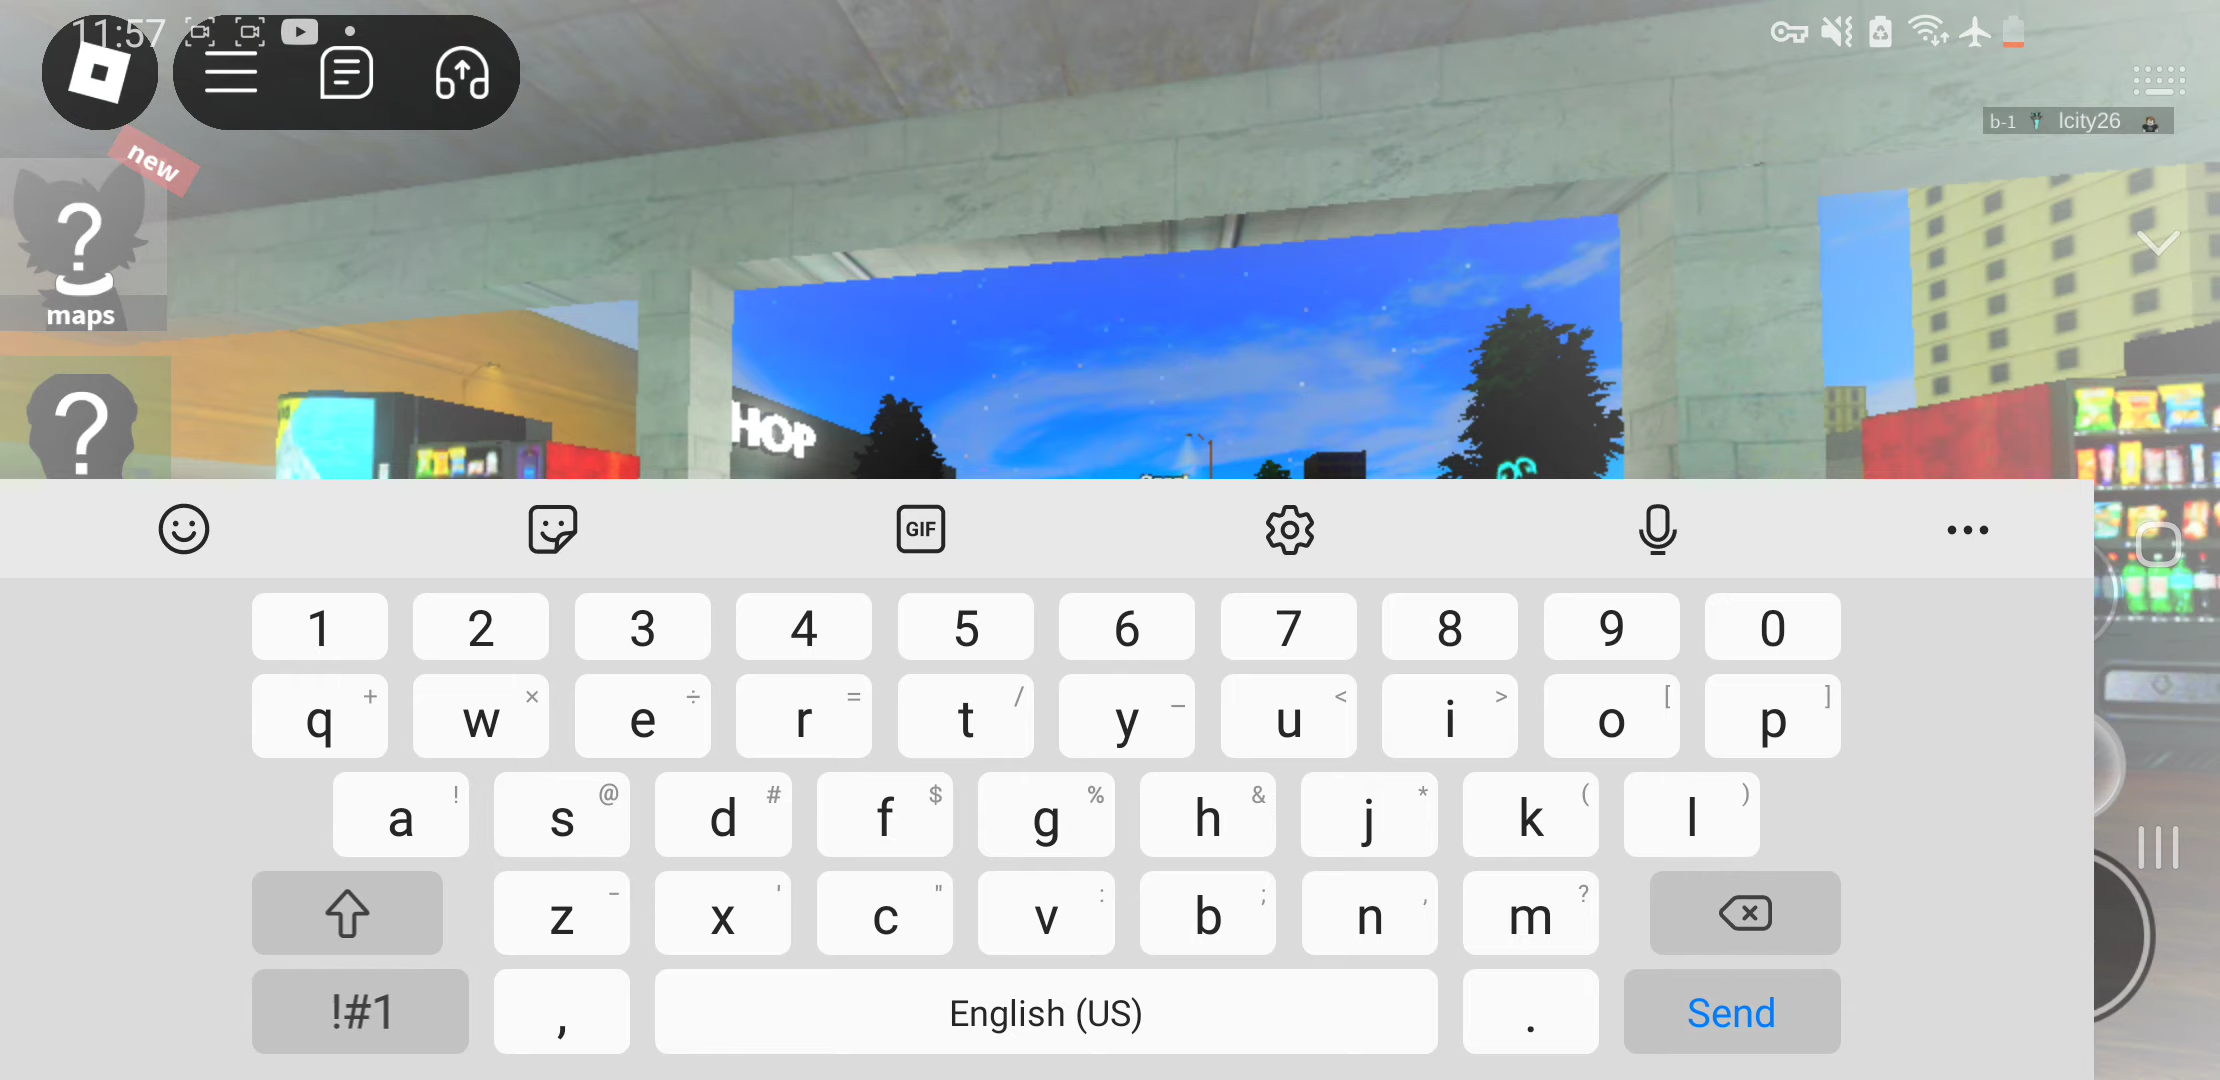 11:57
b-1 lcity26
new
?
maps
?
HOP
GIF
1 2 3 4 5 6 7 8 9 0
q + w × e ÷ r = t / y _ u < i > o [ p ]
a ! s @ d # f $ g % h & j * k ( l )
z - x ' c " v : b ; n , m ?
!#1 , English (US) . Send